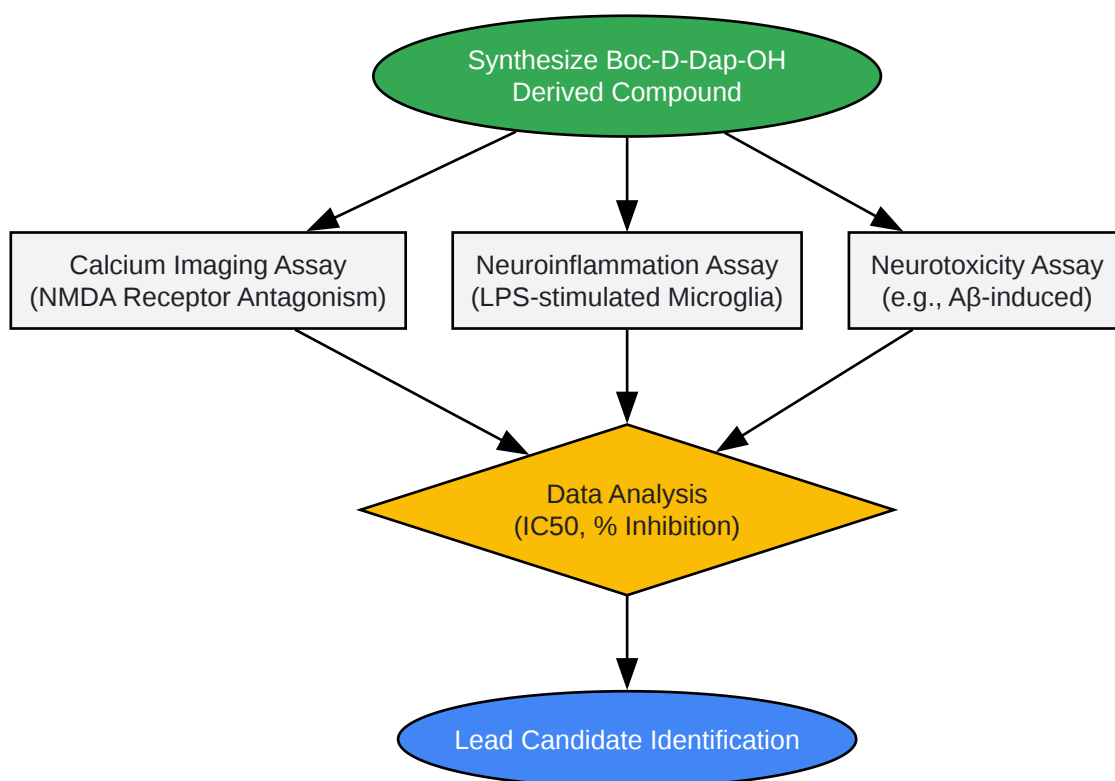 Synthesize Boc-D-Dap-OH
Derived Compound
Calcium Imaging Assay
(NMDA Receptor Antagonism)
Neuroinflammation Assay
(LPS-stimulated Microglia)
Neurotoxicity Assay
(e.g., Aβ-induced)
Data Analysis
(IC50, % Inhibition)
Lead Candidate Identification